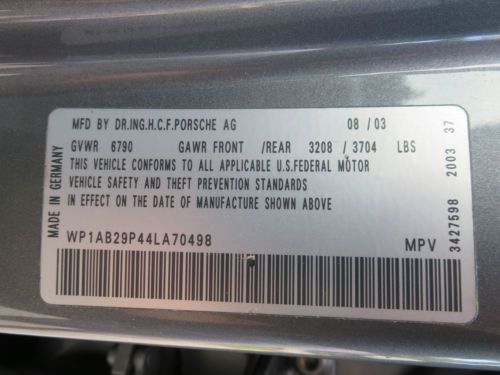 MFD BY DR.ING.H.C.F.PORSCHE AG 08/03
GVWR 6790 GAWR FRONT /REAR 3208 / 3704 LBS
THIS VEHICLE CONFORMS TO ALL APPLICABLE U.S.FEDERAL MOTOR
VEHICLE SAFETY AND THEFT PREVENTION STANDARDS
IN EFFECT ON THE DATE OF MANUFACTURE SHOWN ABOVE
WP1AB29P44LA70498 MPV
MADE IN GERMANY
3427598 2003 37